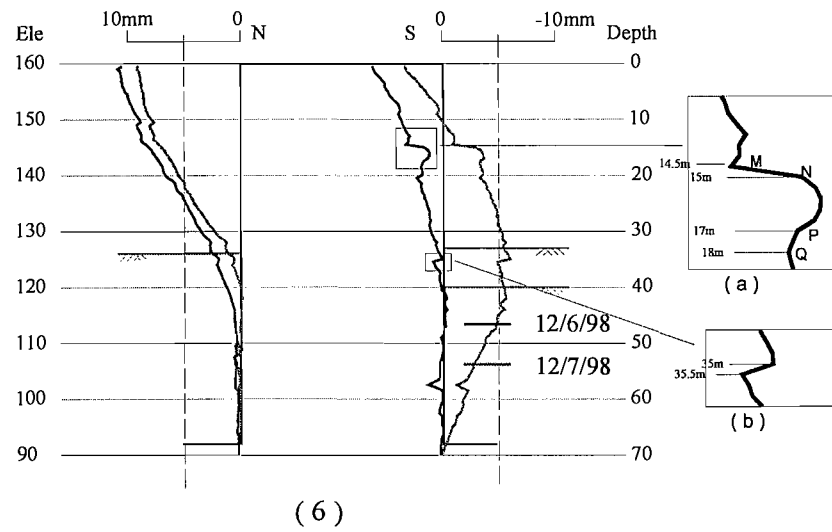 10mm 0 0 -10mm
Ele N S Depth
160 0
150 10
140 20
130 30
120 40
110 50
100 60
90 70
12/6/98
12/7/98
14.5m M N
15m
17m P
18m Q
( a )
35m
35.5m
( b )
( 6 )